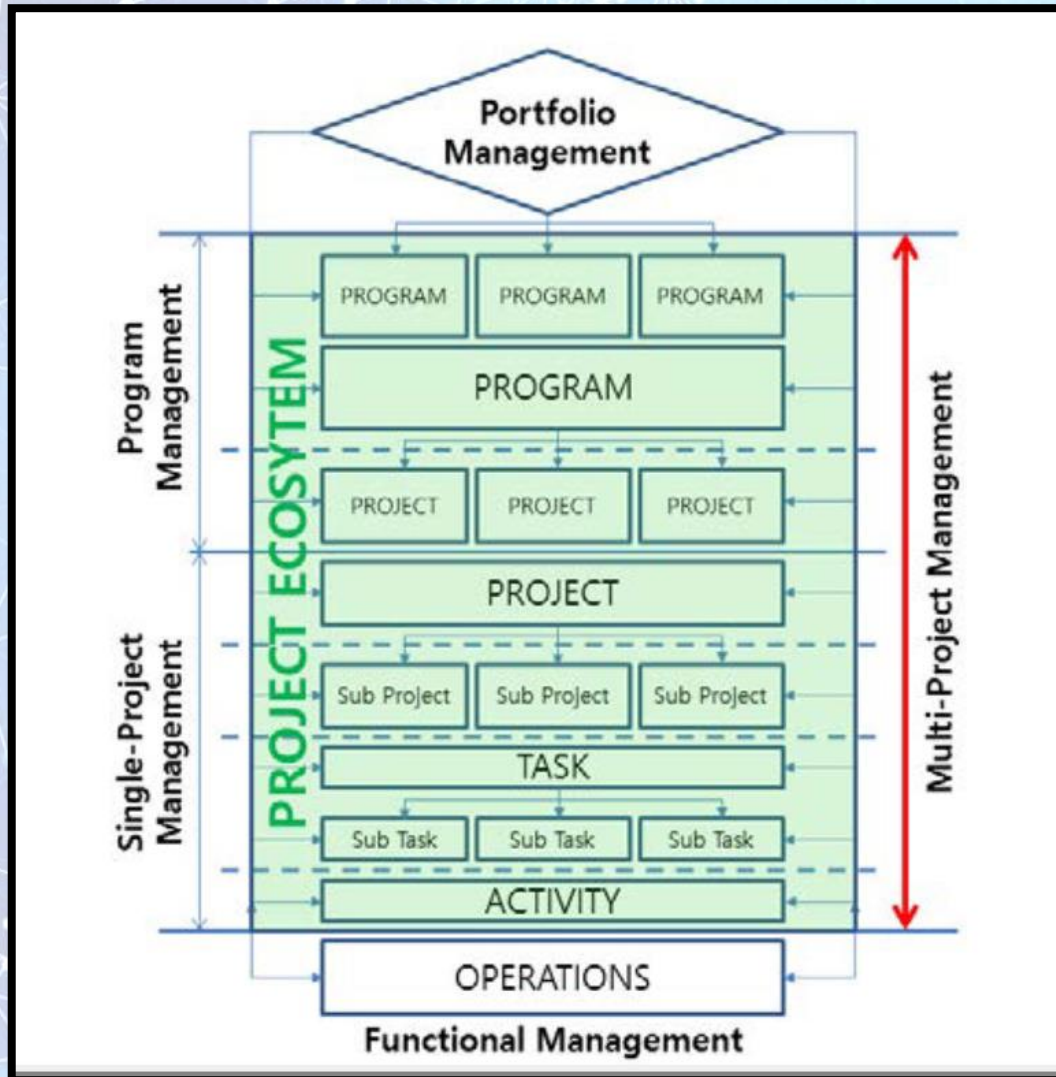 Portfolio
Management
PROGRAM
PROGRAM
PROGRAM
PROGRAM
PROJECT
PROJECT
PROJECT
PROJECT
Sub Project
Sub Project
Sub Project
TASK
Sub Task
Sub Task
Sub Task
ACTIVITY
OPERATIONS
Functional Management
Program
Management
Single-Project
Management
PROJECT ECOSYTEM
Multi-Project Management